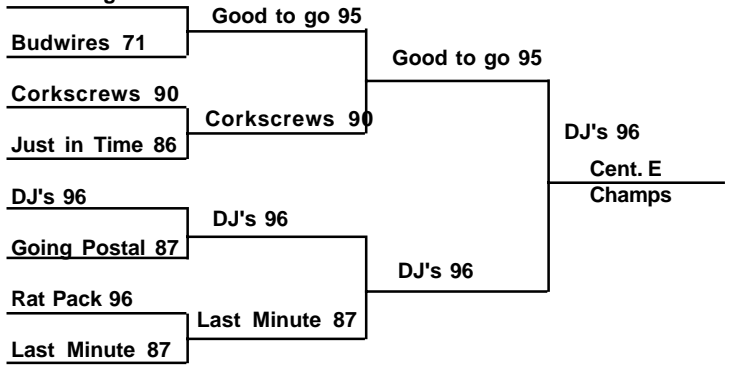 Good to go 95
Budwires 71
Good to go 95
Corkscrews 90
Corkscrews 90
Just in Time 86
DJ's 96
Cent. E
Champs
DJ's 96
DJ's 96
Going Postal 87
DJ's 96
Rat Pack 96
Last Minute 87
Last Minute 87